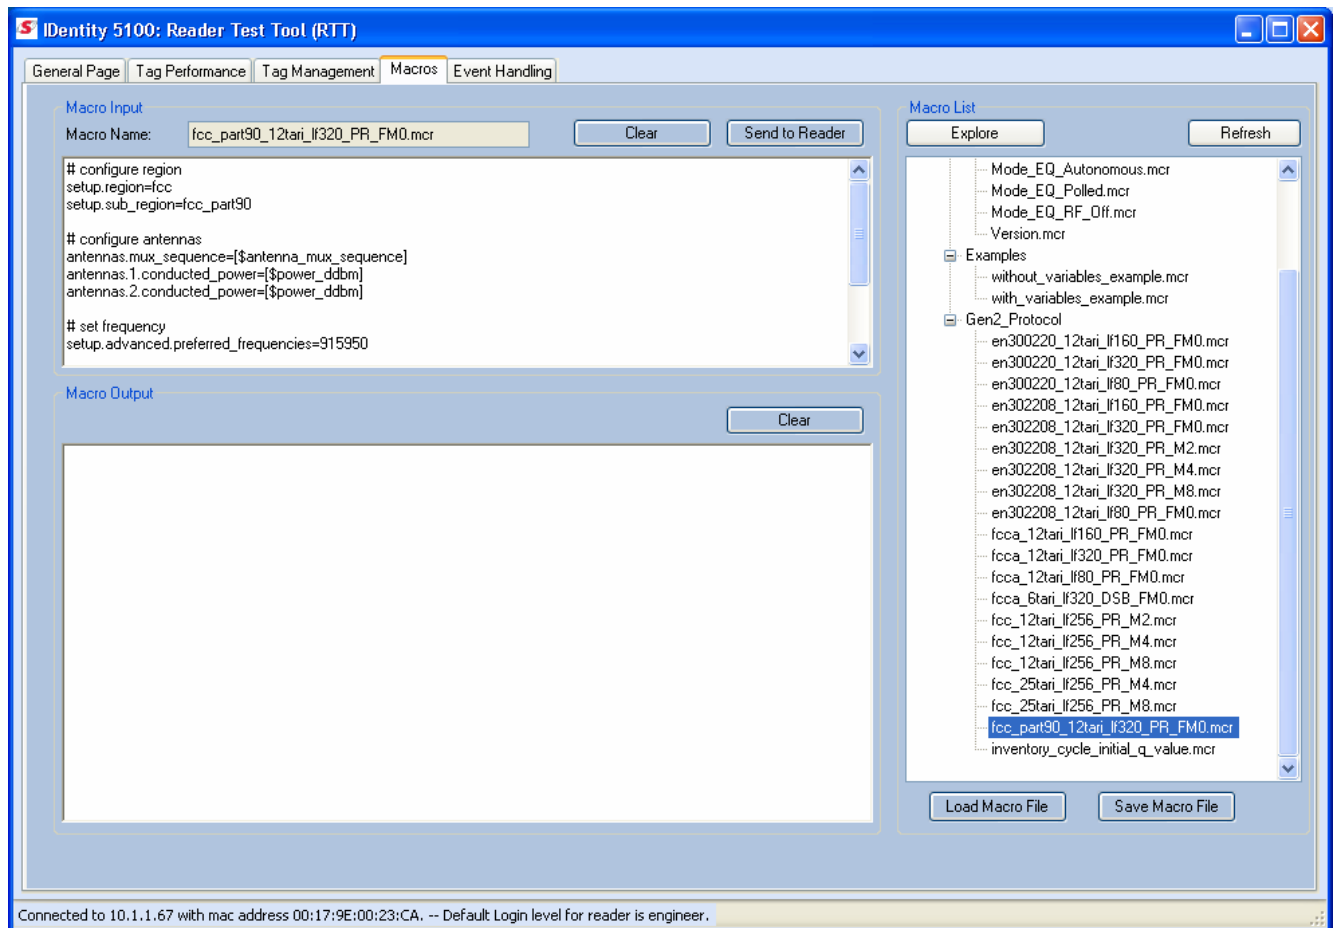 IDentity 5100: Reader Test Tool (RTT)
General Page Tag Performance Tag Management Macros Event Handling
Macro Input
Macro Name: fcc_part90_12tari_lf320_PR_FM0.mcr Clear Send to Reader
# configure region
setup.region=fcc
setup.sub_region=fcc_part90
# configure antennas
antennas.mux_sequence=[$antenna_mux_sequence]
antennas.1.conducted_power=[$power_ddbm]
antennas.2.conducted_power=[$power_ddbm]
# set frequency
setup.advanced.preferred_frequencies=915950
Macro Output
Clear
Macro List
Explore Refresh
Mode_EQ_Autonomous.mcr
Mode_EQ_Polled.mcr
Mode_EQ_RF_Off.mcr
Version.mcr
Examples
without_variables_example.mcr
with_variables_example.mcr
Gen2_Protocol
en300220_12tari_lf160_PR_FM0.mcr
en300220_12tari_lf320_PR_FM0.mcr
en300220_12tari_lf80_PR_FM0.mcr
en302208_12tari_lf160_PR_FM0.mcr
en302208_12tari_lf320_PR_FM0.mcr
en302208_12tari_lf320_PR_M2.mcr
en302208_12tari_lf320_PR_M4.mcr
en302208_12tari_lf320_PR_M8.mcr
en302208_12tari_lf80_PR_FM0.mcr
fcca_12tari_lf160_PR_FM0.mcr
fcca_12tari_lf320_PR_FM0.mcr
fcca_12tari_lf80_PR_FM0.mcr
fcca_6tari_lf320_DSB_FM0.mcr
fcc_12tari_lf256_PR_M2.mcr
fcc_12tari_lf256_PR_M4.mcr
fcc_12tari_lf256_PR_M8.mcr
fcc_25tari_lf256_PR_M4.mcr
fcc_25tari_lf256_PR_M8.mcr
fcc_part90_12tari_lf320_PR_FM0.mcr
inventory_cycle_initial_q_value.mcr
Load Macro File Save Macro File
Connected to 10.1.1.67 with mac address 00:17:9E:00:23:CA. -- Default Login level for reader is engineer.